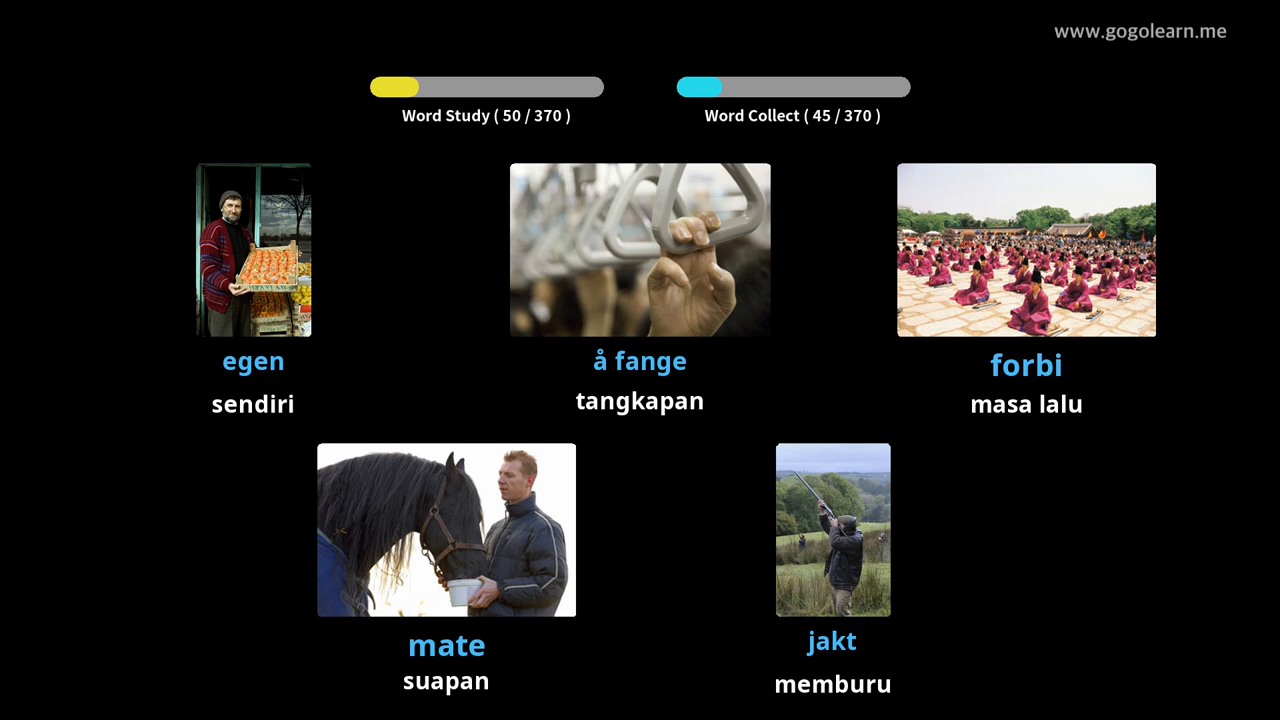 www.gogolearn.me
Word Study ( 50 / 370 )
Word Collect ( 45 / 370 )
egen
sendiri
å fange
tangkapan
forbi
masa lalu
mate
suapan
jakt
memburu